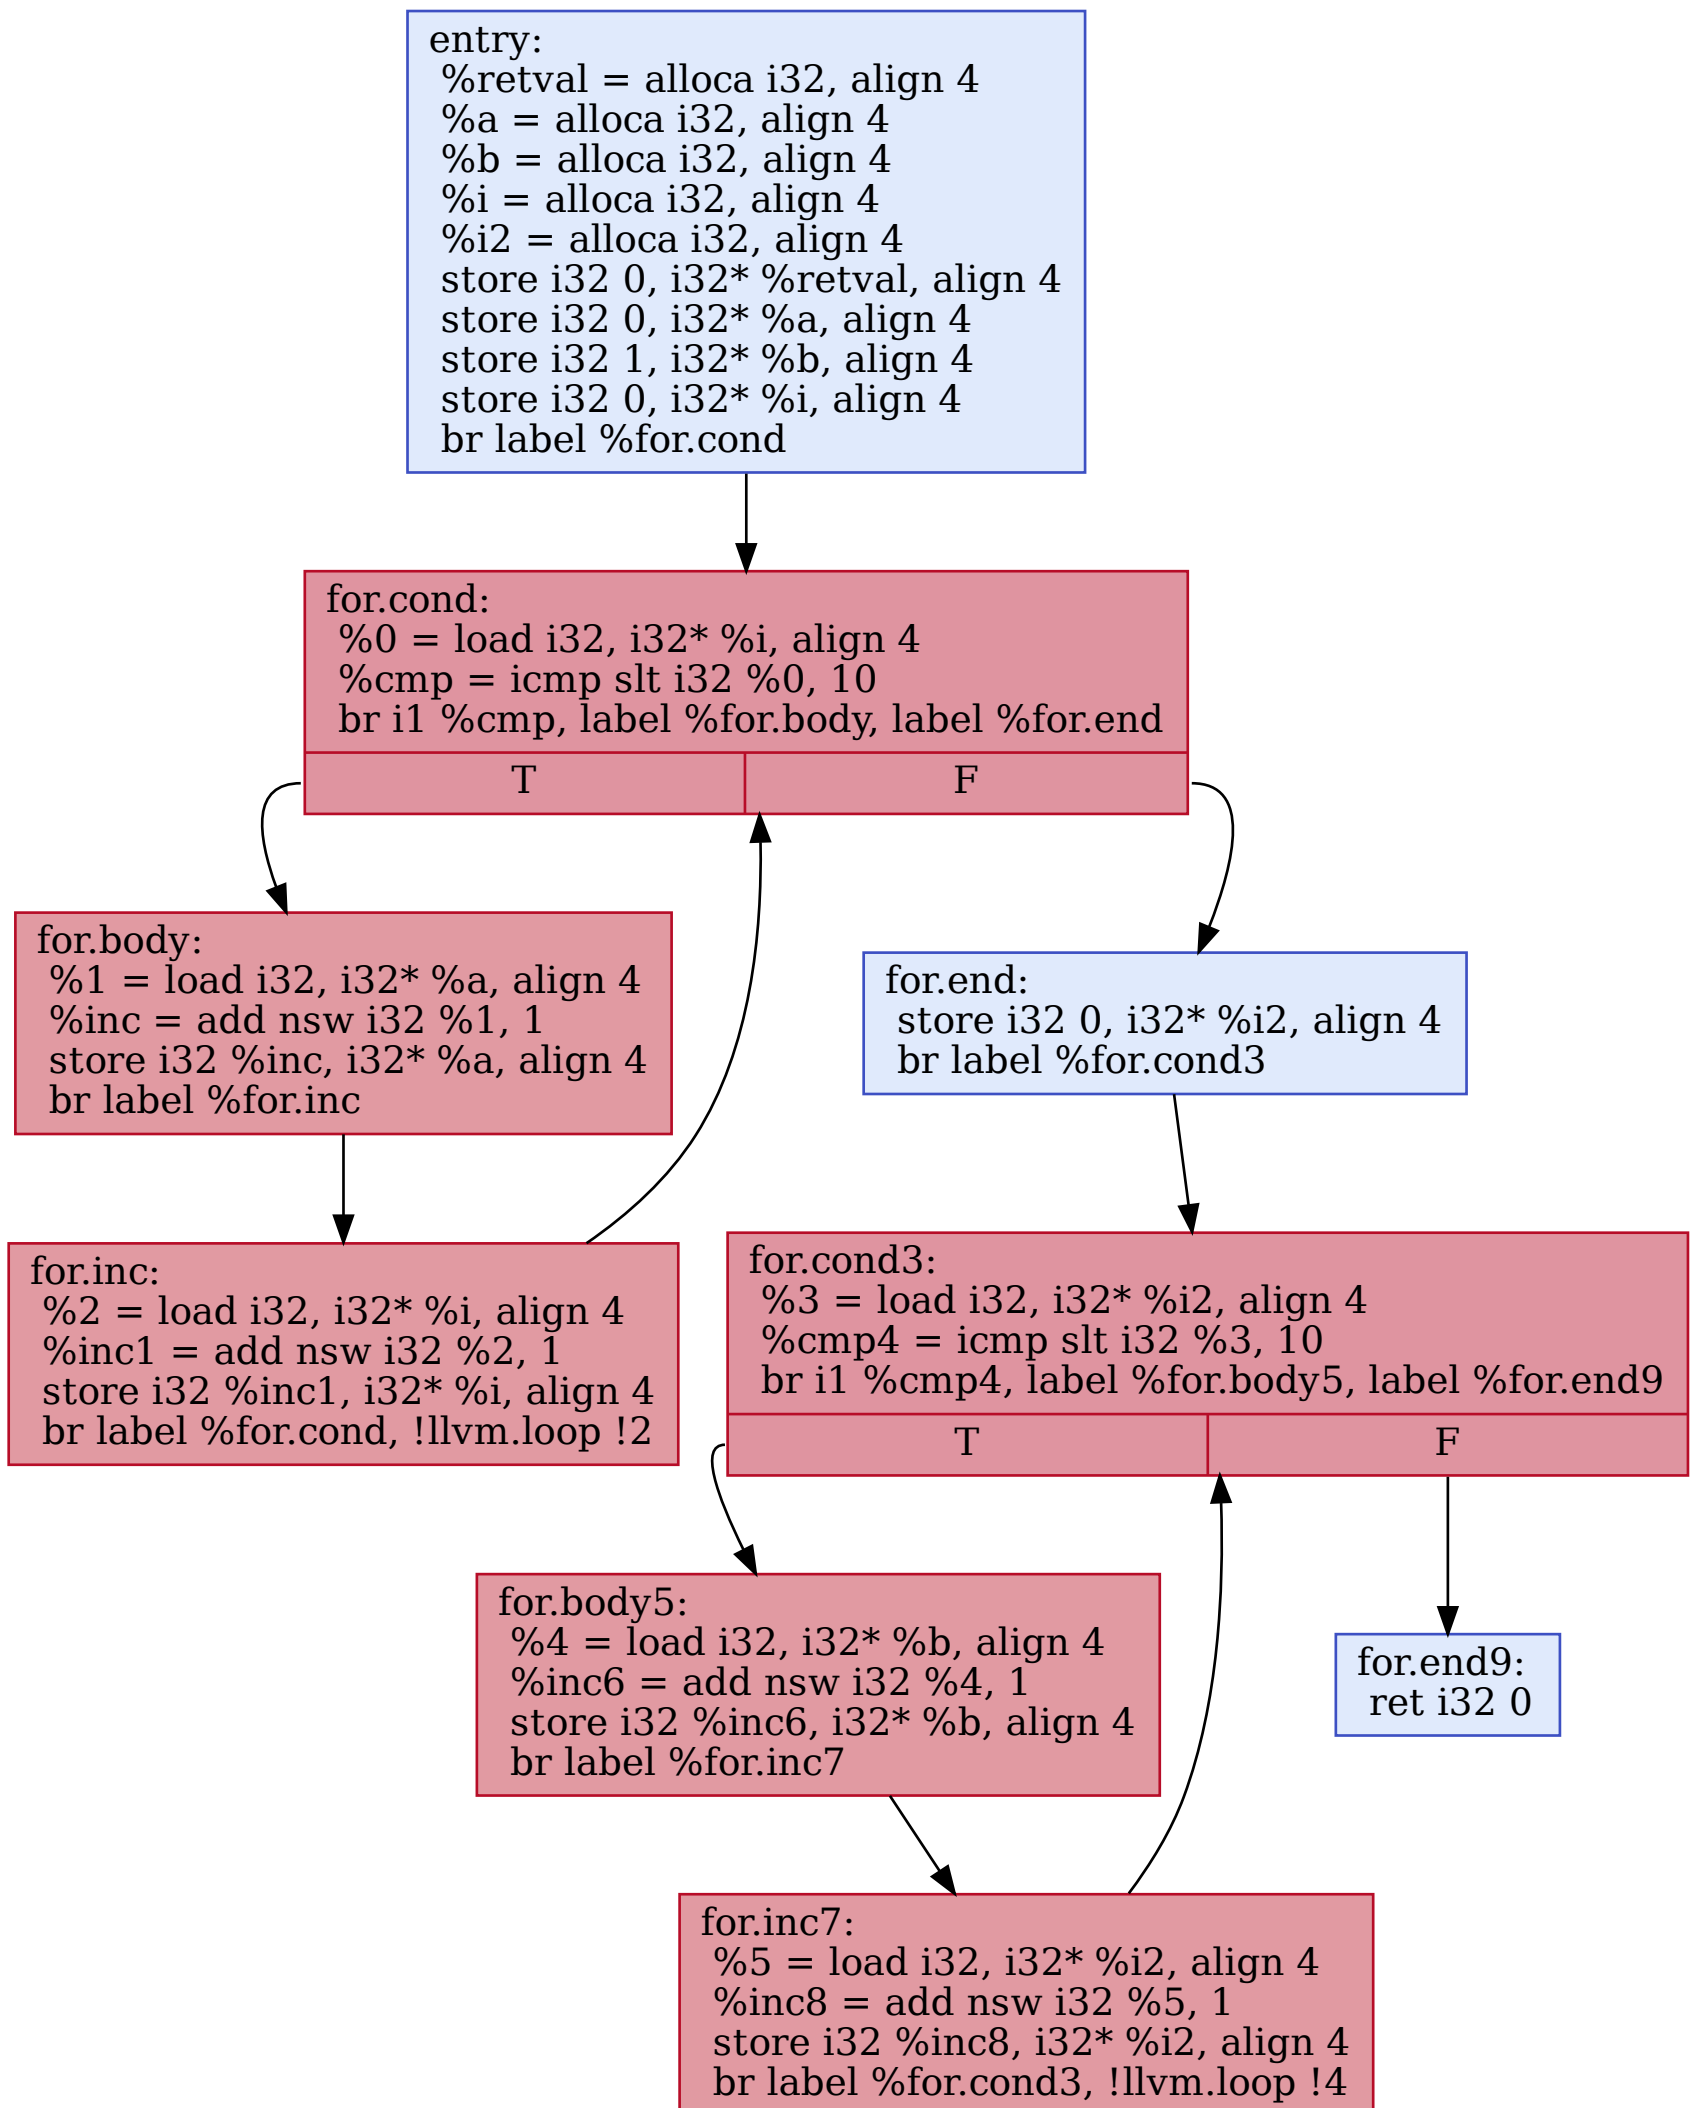 entry:
%retval = alloca i32, align 4
%a = alloca i32, align 4
%b = alloca i32, align 4
%i = alloca i32, align 4
%i2 = alloca i32, align 4
store i32 0, i32* %retval, align 4
store i32 0, i32* %a, align 4
store i32 1, i32* %b, align 4
store i32 0, i32* %i, align 4
br label %for.cond
for.cond:
%0 = load i32, i32* %i, align 4
%cmp = icmp slt i32 %0, 10
br i1 %cmp, label %for.body, label %for.end
T
F
for.body:
%1 = load i32, i32* %a, align 4
%inc = add nsw i32 %1, 1
store i32 %inc, i32* %a, align 4
br label %for.inc
for.end:
store i32 0, i32* %i2, align 4
br label %for.cond3
for.inc:
%2 = load i32, i32* %i, align 4
%inc1 = add nsw i32 %2, 1
store i32 %inc1, i32* %i, align 4
br label %for.cond, !llvm.loop !2
for.cond3:
%3 = load i32, i32* %i2, align 4
%cmp4 = icmp slt i32 %3, 10
br i1 %cmp4, label %for.body5, label %for.end9
T
F
for.body5:
%4 = load i32, i32* %b, align 4
%inc6 = add nsw i32 %4, 1
store i32 %inc6, i32* %b, align 4
br label %for.inc7
for.end9:
ret i32 0
for.inc7:
%5 = load i32, i32* %i2, align 4
%inc8 = add nsw i32 %5, 1
store i32 %inc8, i32* %i2, align 4
br label %for.cond3, !llvm.loop !4